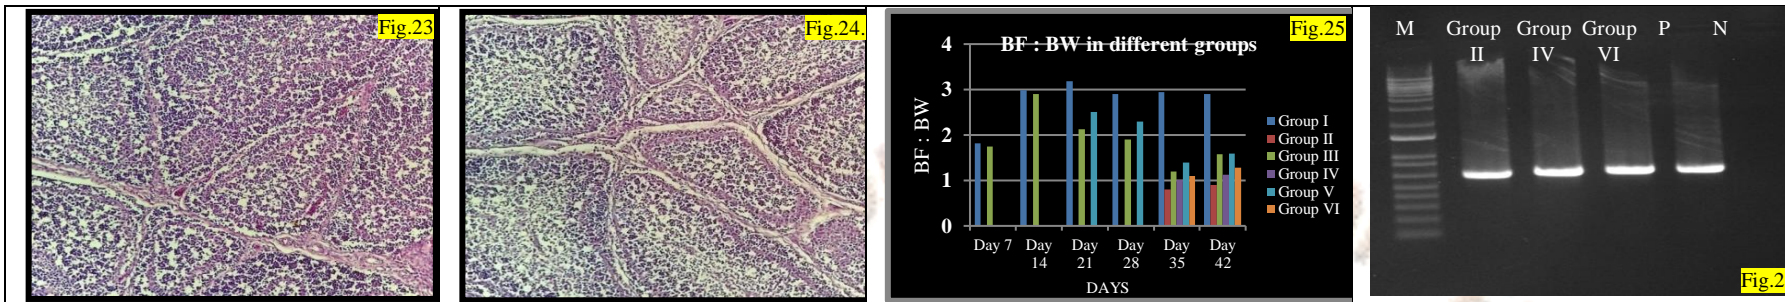 Fig.23
Fig.24.
Fig.25
BF : BW in different groups
4
3
2
1
0
BF : BW
Day 7
Day 14
Day 21
Day 28
Day 35
Day 42
DAYS
Group I
Group II
Group III
Group IV
Group V
Group VI
M
Group II
Group IV
Group VI
P
N
Fig.2